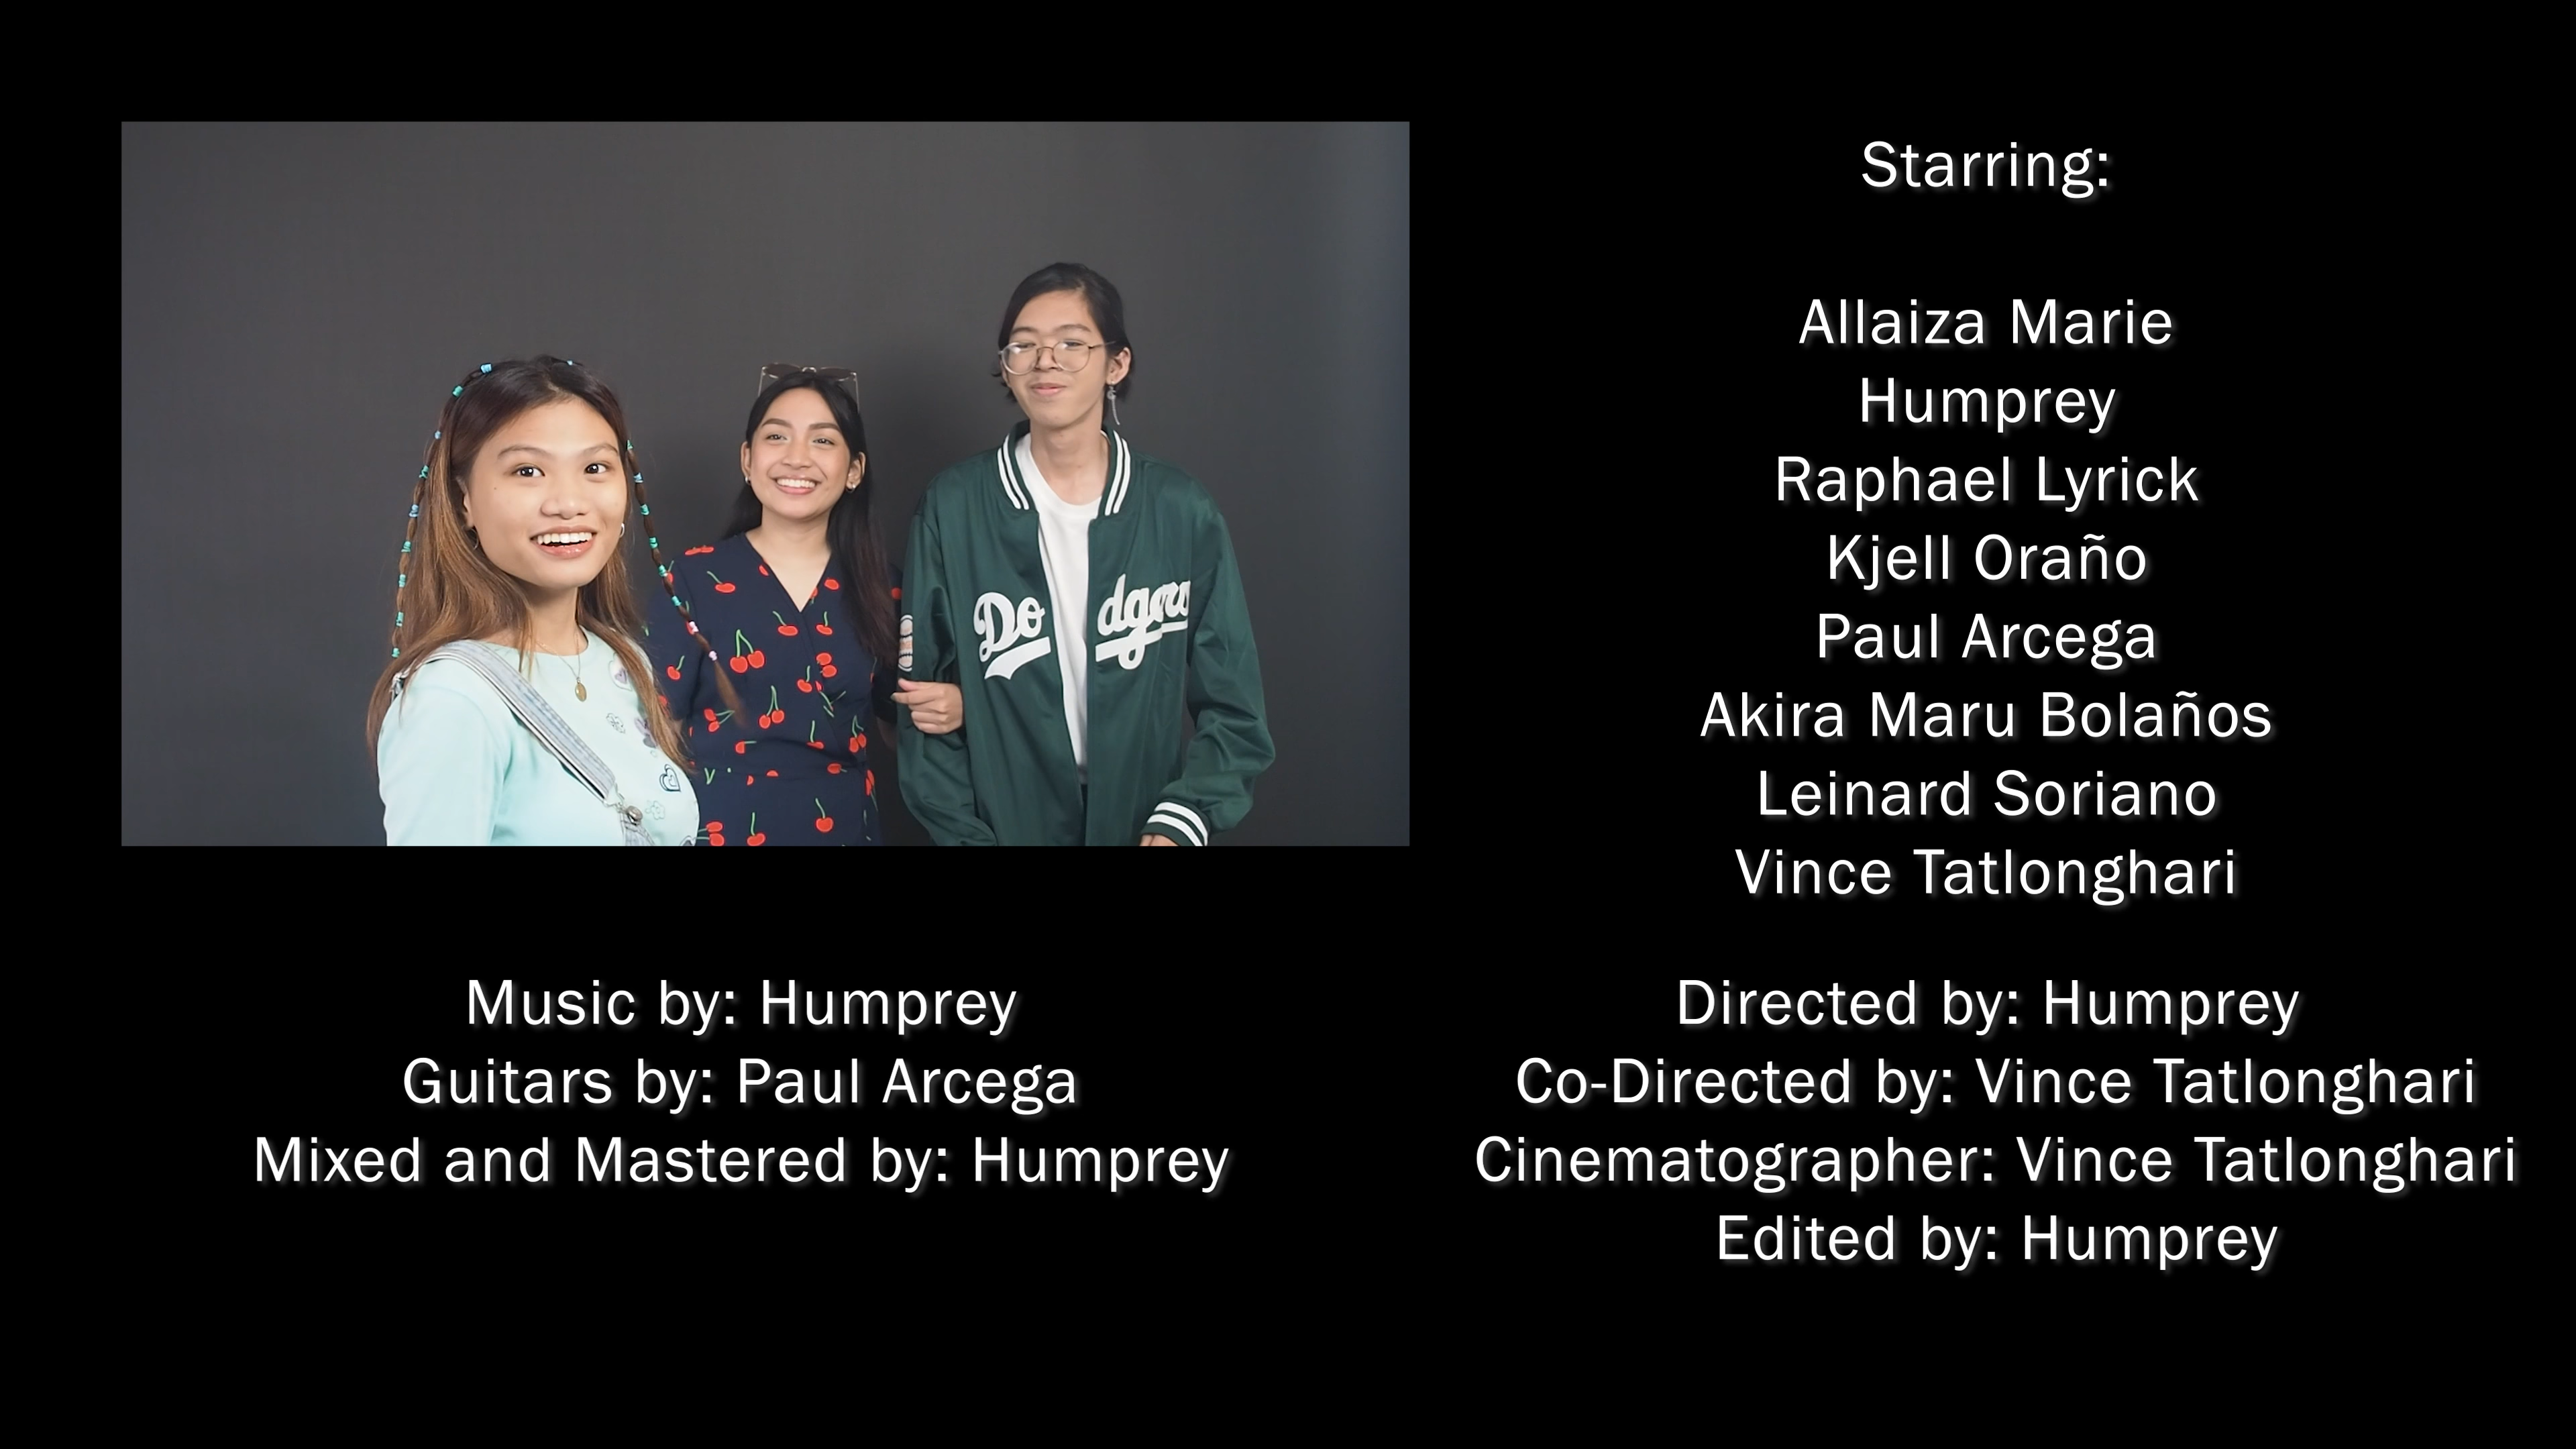 Starring:
Allaiza Marie
Humprey
Raphael Lyrick
Kjell Oraño
Paul Arcega
Akira Maru Bolaños
Leinard Soriano
Vince Tatlonghari
Dodgers
Music by: Humprey
Guitars by: Paul Arcega
Mixed and Mastered by: Humprey
Directed by: Humprey
Co-Directed by: Vince Tatlonghari
Cinematographer: Vince Tatlonghari
Edited by: Humprey